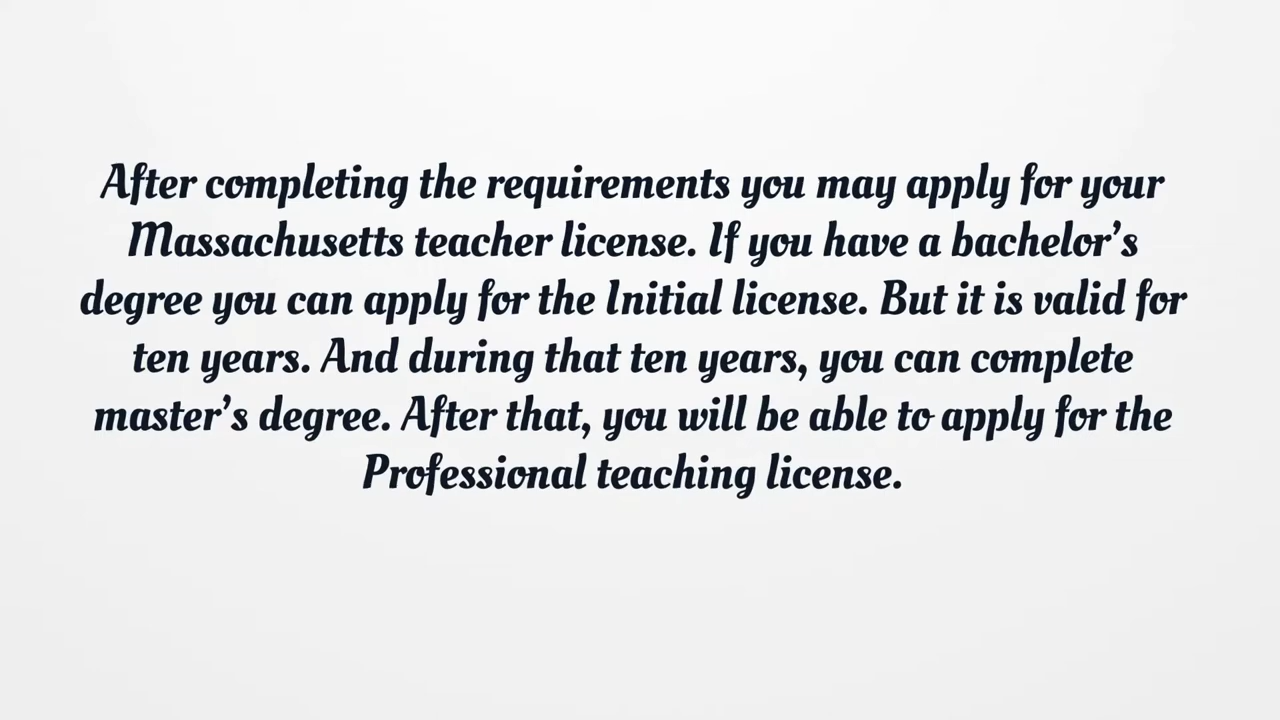 After completing the requirements you may apply for your
Massachusetts teacher license. If you have a bachelor's
degree you can apply for the Initial license. But it is valid for
ten years. And during that ten years, you can complete
master's degree. After that, you will be able to apply for the
Professional teaching license.